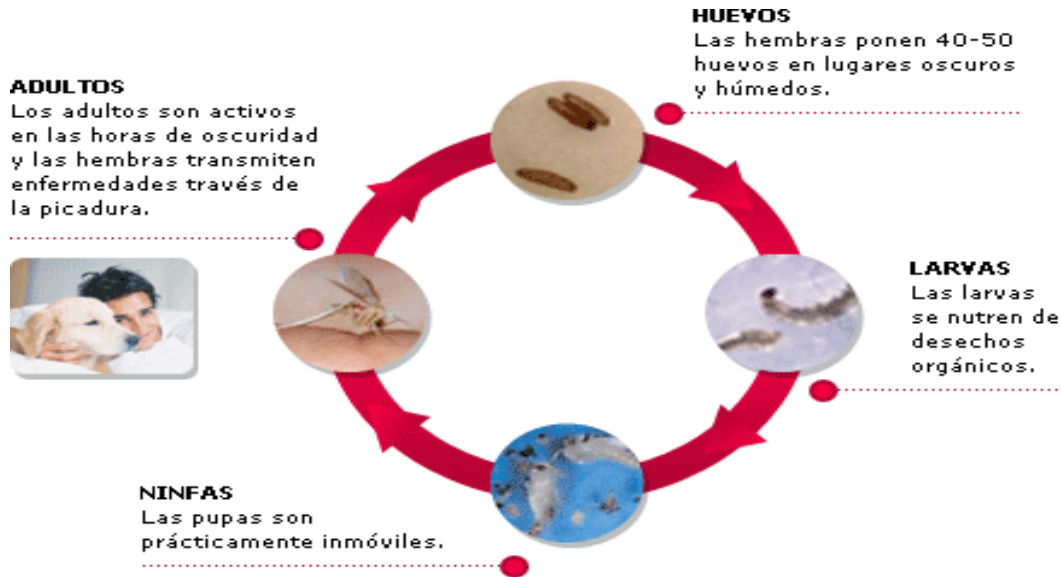 HUEVOS
Las hembras ponen 40-50
huevos en lugares oscuros
y húmedos.
ADULTOS
Los adultos son activos
en las horas de oscuridad
y las hembras transmiten
enfermedades través de
la picadura.
LARVAS
Las larvas
se nutren de
desechos
orgánicos.
NINFAS
Las pupas son
prácticamente inmóviles.